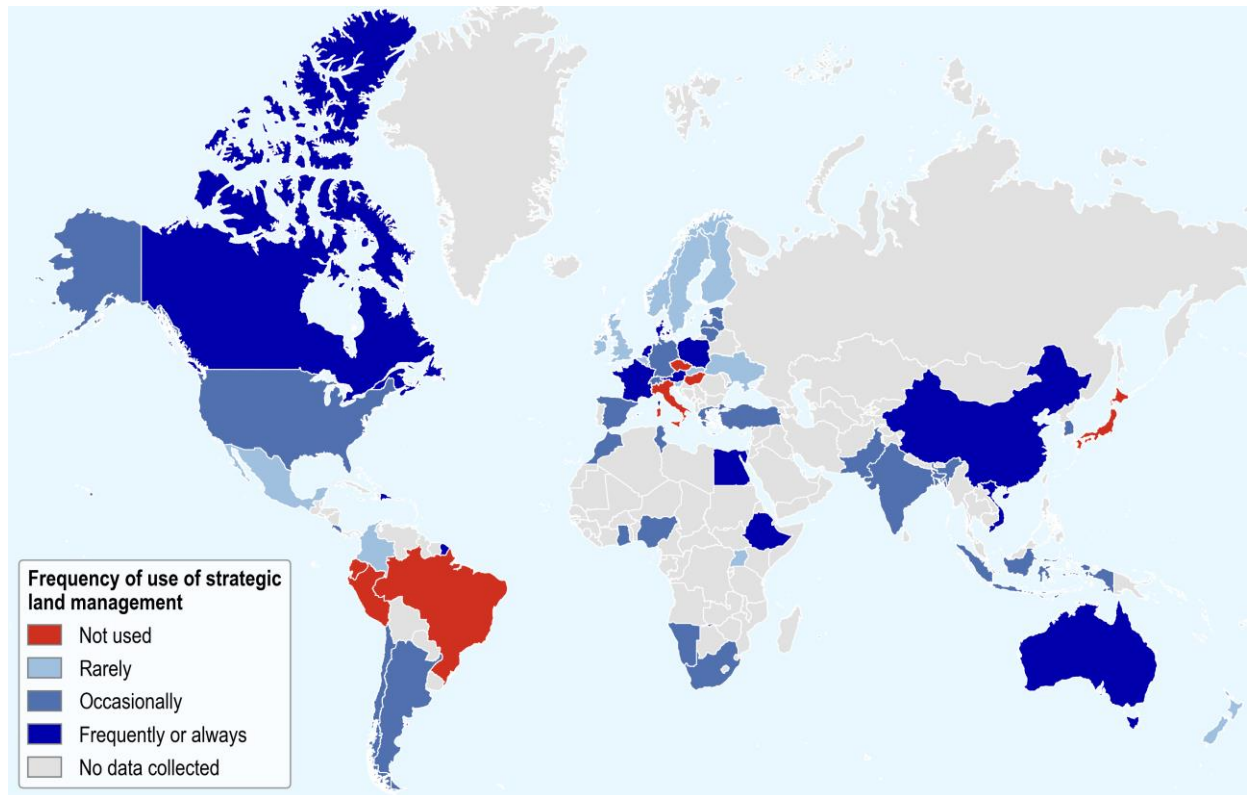 Frequency of use of strategic
land management
Not used
Rarely
Occasionally
Frequently or always
No data collected